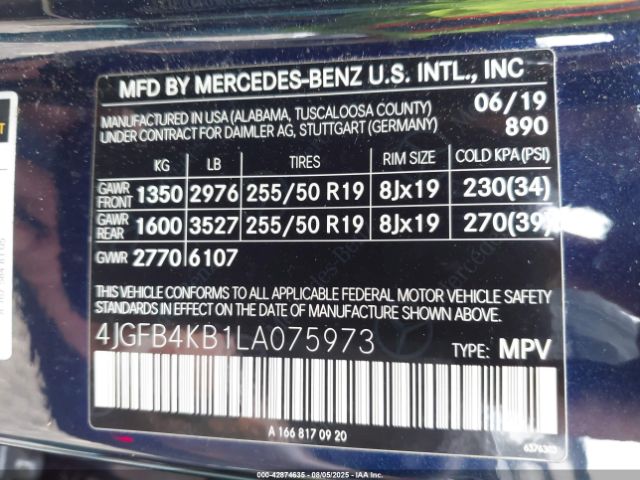 MFD BY MERCEDES-BENZ U.S. INTL., INC
MANUFACTURED IN USA (ALABAMA, TUSCALOOSA COUNTY) 06/19
UNDER CONTRACT FOR DAIMLER AG, STUTTGART (GERMANY) 890
KG LB TIRES RIM SIZE COLD KPA (PSI)
GAWR FRONT 1350 2976 255/50 R19 8Jx19 230(34)
GAWR REAR 1600 3527 255/50 R19 8Jx19 270(39)
GVWR 2770 6107
THIS VEHICLE CONFORMS TO ALL APPLICABLE FEDERAL MOTOR VEHICLE SAFETY
STANDARDS IN EFFECT ON THE DATE OF MANUFACTURE SHOWN ABOVE.
4JGFB4KB1LA075973 TYPE: MPV
A 166 817 09 20
6376303
000-42874635 - 08/05/2025 - IAA Inc.